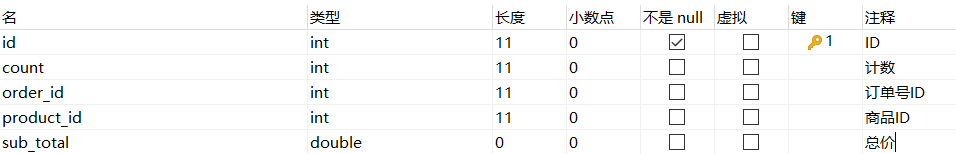 名 类型 长度 小数点 不是 null 虚拟 键 注释
id int 11 0 1 ID
count int 11 0 计数
order_id int 11 0 订单号ID
product_id int 11 0 商品ID
sub_total double 0 0 总价